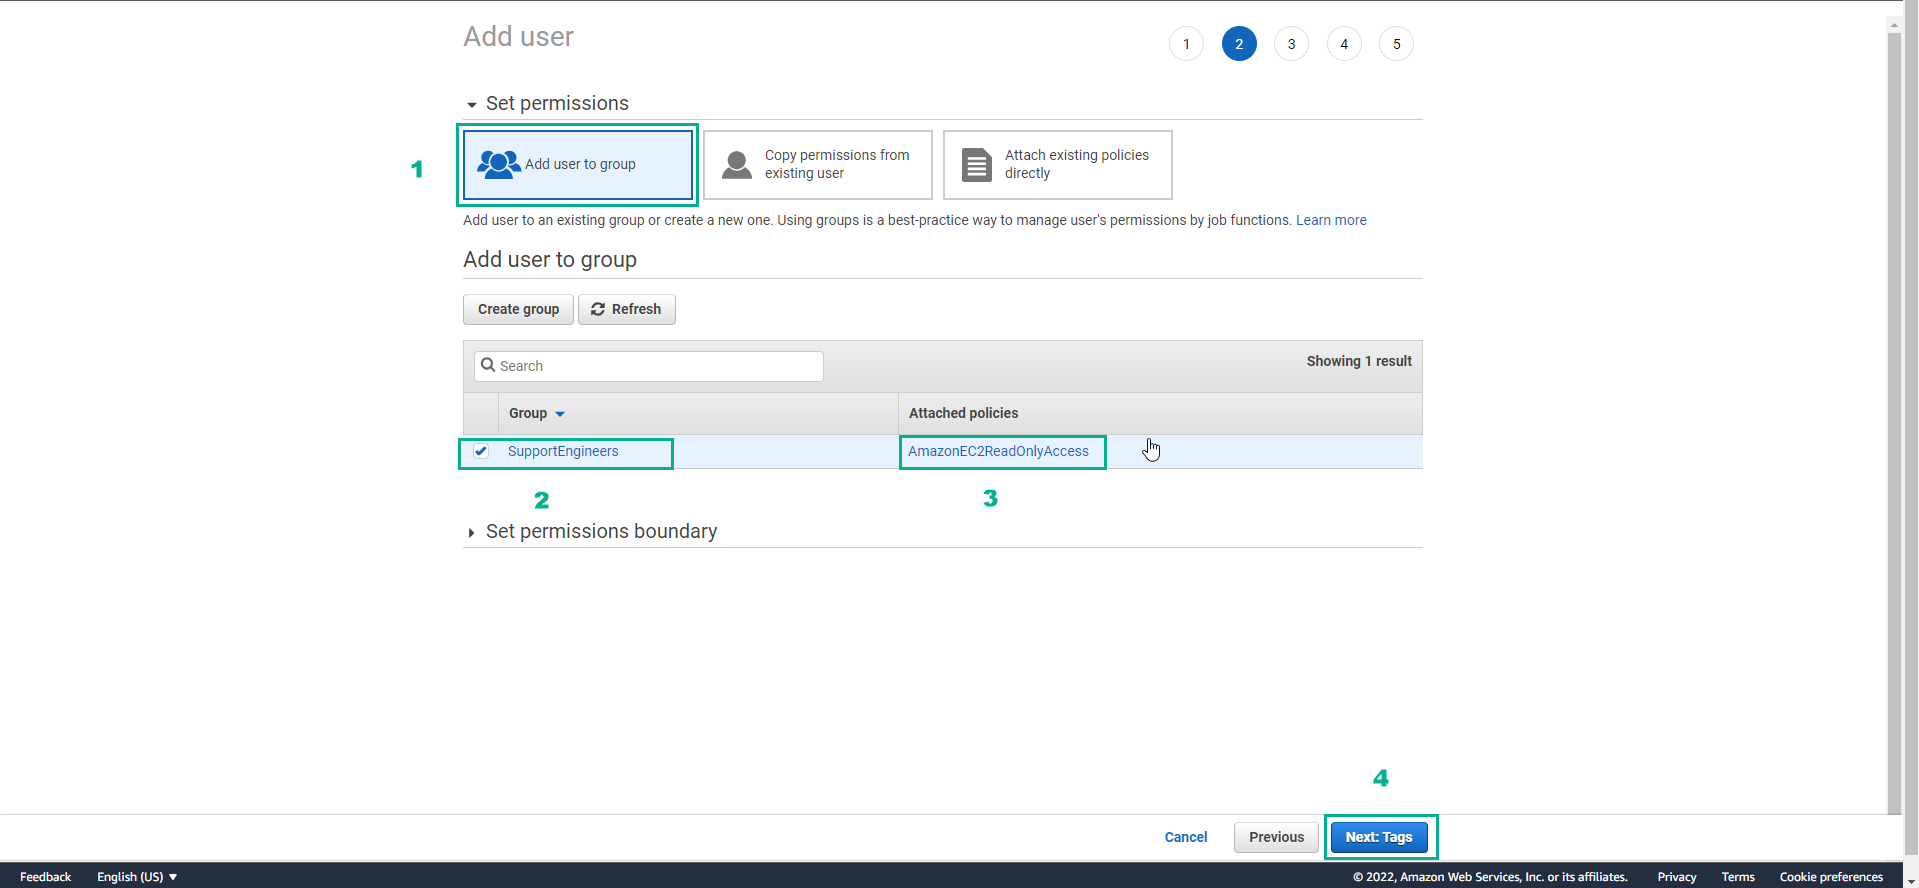 Add user
1 2 3 4 5
Set permissions
1
Add user to group
Copy permissions from
existing user
Attach existing policies
directly
Add user to an existing group or create a new one. Using groups is a best-practice way to manage user's permissions by job functions. Learn more
Add user to group
Create group
Refresh
Search
Showing 1 result
Group
Attached policies
SupportEngineers
AmazonEC2ReadOnlyAccess
2
3
Set permissions boundary
4
Cancel
Previous
Next: Tags
Feedback
English (US)
© 2022, Amazon Web Services, Inc. or its affiliates.
Privacy
Terms
Cookie preferences